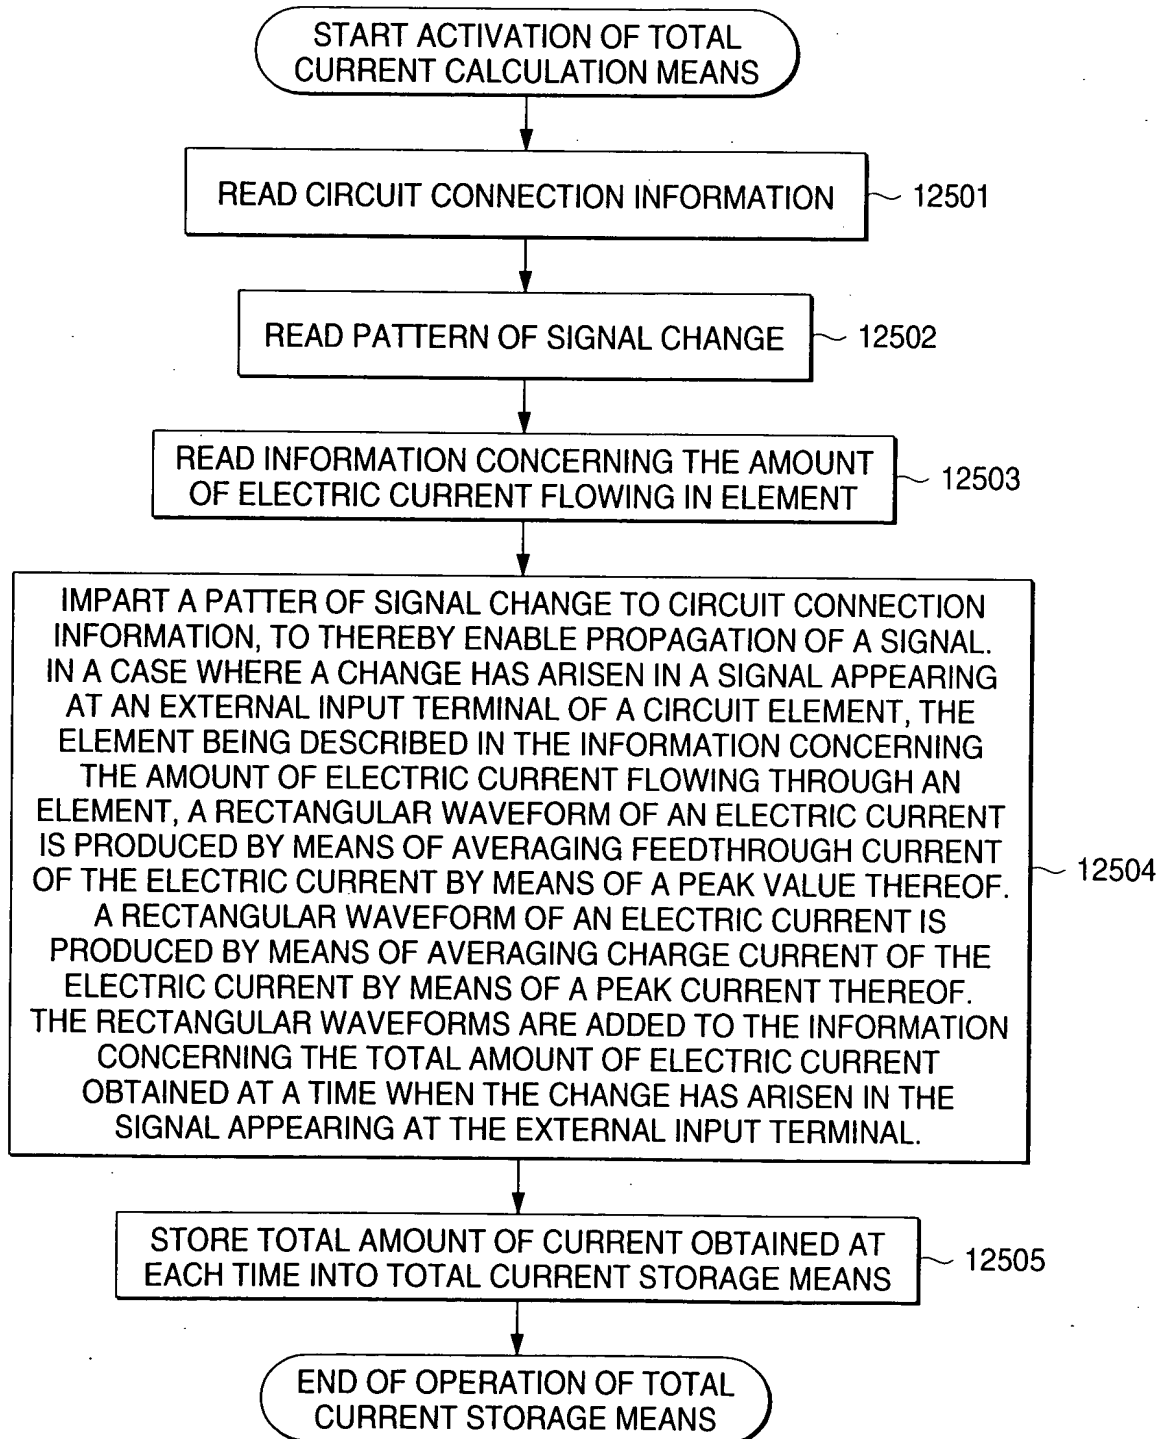 START ACTIVATION OF TOTAL
CURRENT CALCULATION MEANS
READ CIRCUIT CONNECTION INFORMATION
12501
READ PATTERN OF SIGNAL CHANGE
12502
READ INFORMATION CONCERNING THE AMOUNT
OF ELECTRIC CURRENT FLOWING IN ELEMENT
12503
IMPART A PATTER OF SIGNAL CHANGE TO CIRCUIT CONNECTION
INFORMATION, TO THEREBY ENABLE PROPAGATION OF A SIGNAL.
IN A CASE WHERE A CHANGE HAS ARISEN IN A SIGNAL APPEARING
AT AN EXTERNAL INPUT TERMINAL OF A CIRCUIT ELEMENT, THE
ELEMENT BEING DESCRIBED IN THE INFORMATION CONCERNING
THE AMOUNT OF ELECTRIC CURRENT FLOWING THROUGH AN
ELEMENT, A RECTANGULAR WAVEFORM OF AN ELECTRIC CURRENT
IS PRODUCED BY MEANS OF AVERAGING FEEDTHROUGH CURRENT
OF THE ELECTRIC CURRENT BY MEANS OF A PEAK VALUE THEREOF.
A RECTANGULAR WAVEFORM OF AN ELECTRIC CURRENT IS
PRODUCED BY MEANS OF AVERAGING CHARGE CURRENT OF THE
ELECTRIC CURRENT BY MEANS OF A PEAK CURRENT THEREOF.
THE RECTANGULAR WAVEFORMS ARE ADDED TO THE INFORMATION
CONCERNING THE TOTAL AMOUNT OF ELECTRIC CURRENT
OBTAINED AT A TIME WHEN THE CHANGE HAS ARISEN IN THE
SIGNAL APPEARING AT THE EXTERNAL INPUT TERMINAL.
12504
STORE TOTAL AMOUNT OF CURRENT OBTAINED AT
EACH TIME INTO TOTAL CURRENT STORAGE MEANS
12505
END OF OPERATION OF TOTAL
CURRENT STORAGE MEANS